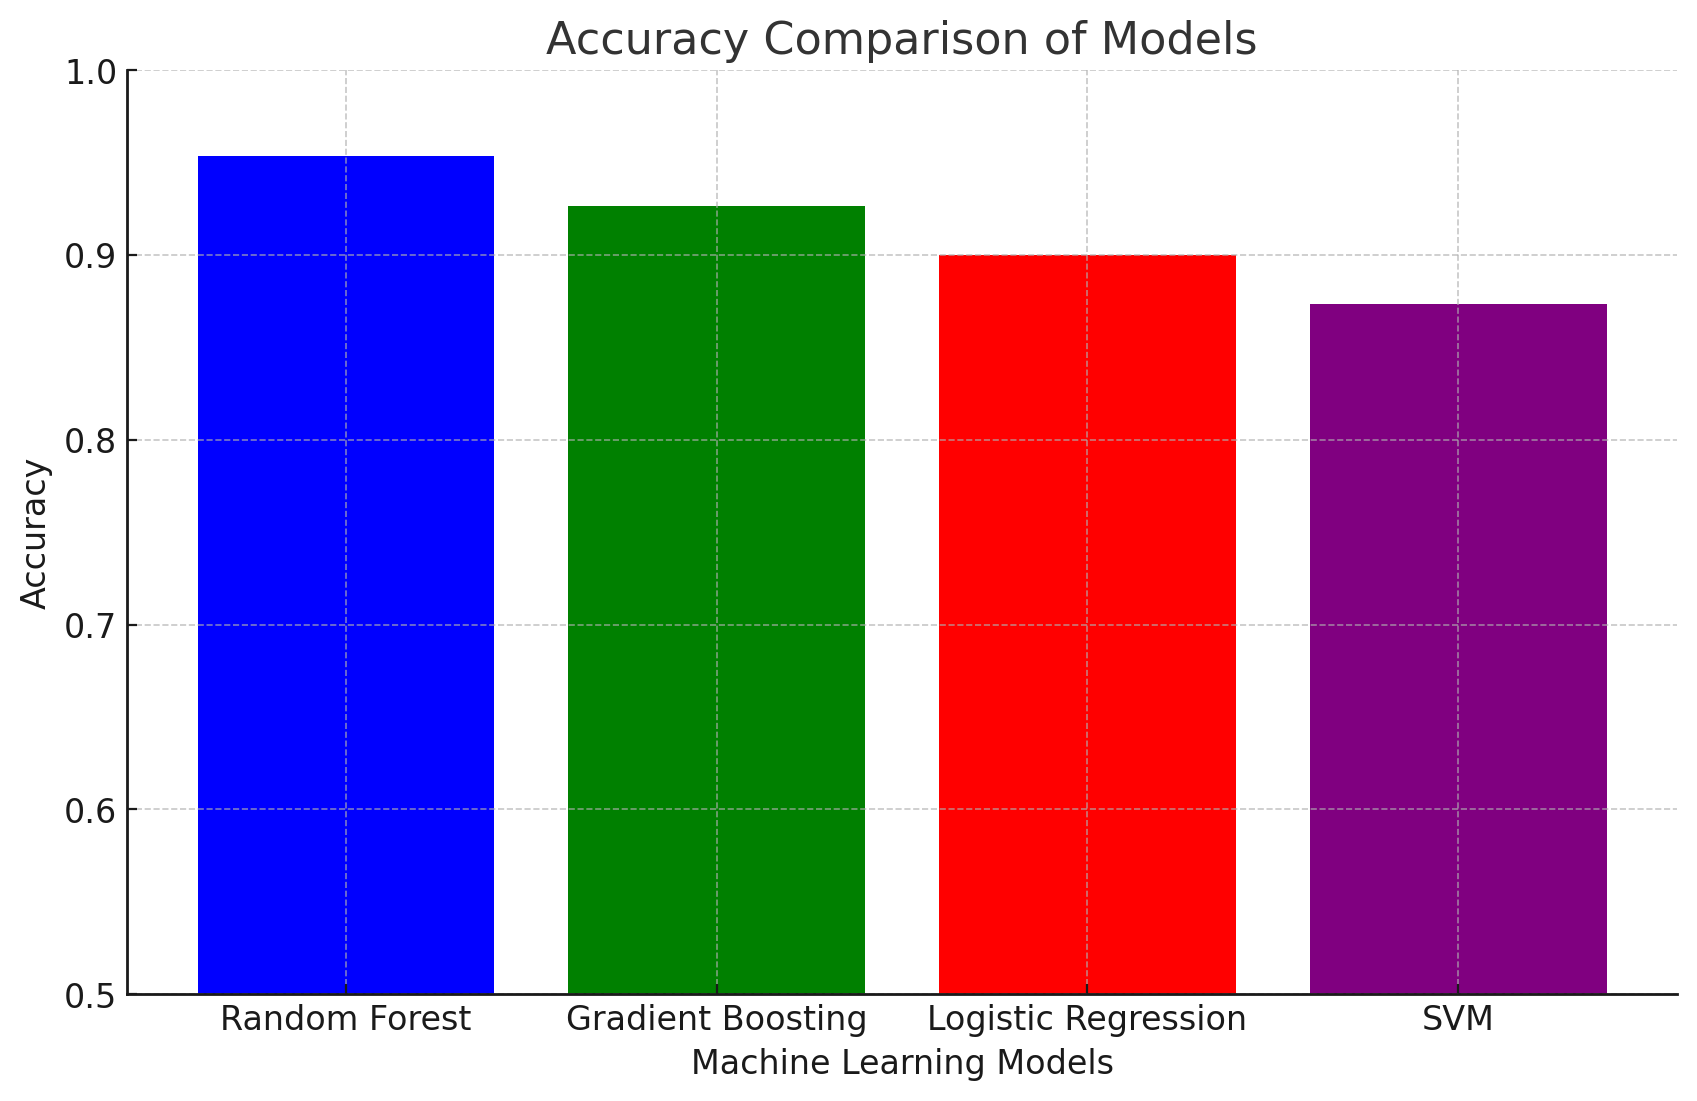 Accuracy Comparison of Models
1.0
0.9
0.8
0.7
0.6
0.5
Accuracy
Random Forest Gradient Boosting Logistic Regression SVM
Machine Learning Models